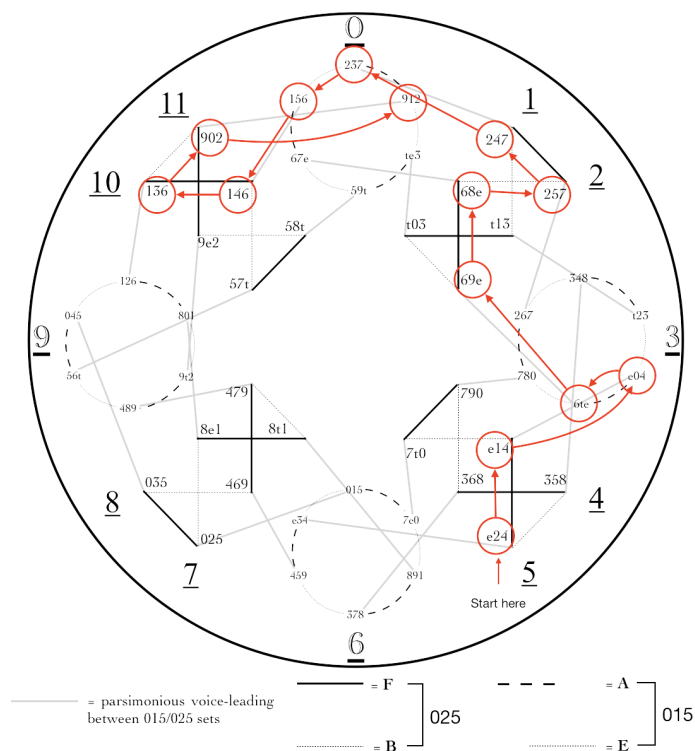 0
237
156
912
11
1
902
247
67e
te3
10
2
136
146
68e
257
59t
58t
t03
t13
9e2
57t
69e
126
348
045
801
267
t23
9
3
56t
9t2
780
e04
489
6te
479
790
8e1
8t1
7t0
e14
035
469
368
358
8
015
4
e34
7e0
025
e24
7
459
891
5
Start here
378
6
= parsimonious voice-leading
between 015/025 sets
= F
025
= B
= A
015
= E